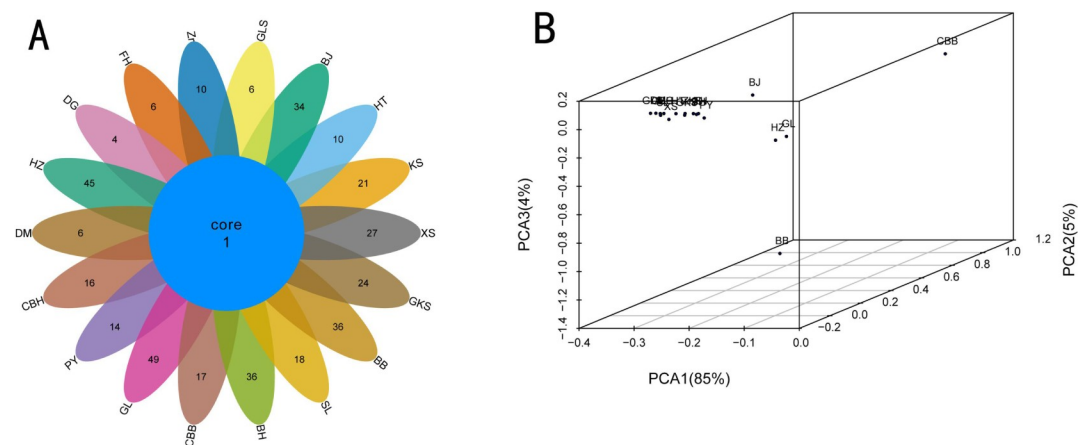 A
GLS
6
BJ
34
HT
10
KS
21
XS
27
GKS
24
BB
36
SL
18
BH
36
CBB
17
GL
49
PY
14
CBH
16
DM
6
HZ
45
DG
4
FH
6
10
core
1
B
CBB
BJ
XS
PY
HZ
GL
BB
PCA3(4%)
0.2
0.0
−0.2
−0.4
−0.6
−0.8
−1.0
−1.2
−1.4
−0.4
−0.3
−0.2
−0.1
0.0
PCA1(85%)
−0.2
0.0
0.2
0.4
0.6
0.8
1.0
1.2
PCA2(5%)